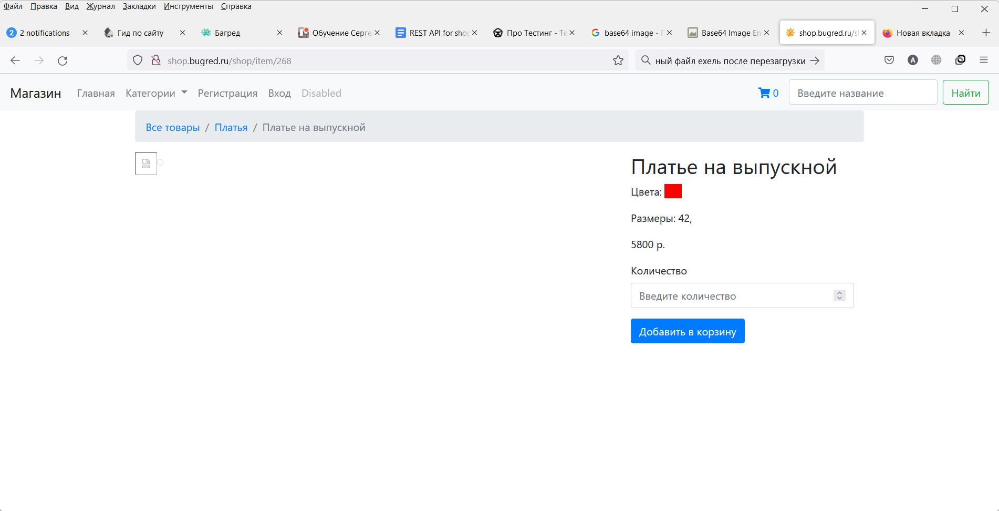 Файл Правка Вид Журнал Закладки Инструменты Справка
2 2 notifications
Гид по сайту
Багред
Обучение Серге
REST API for shop
Про Тестинг - Те
base64 image - 
Base64 Image En
shop.bugred.ru/s
Новая вкладка
shop.bugred.ru/shop/item/268
ный файл ехель после перезагрузки
A
Магазин Главная Категории Регистрация Вход Disabled 0 Введите название Найти
Все товары / Платья / Платье на выпускной
Платье на выпускной
Цвета:
Размеры: 42,
5800 р.
Количество
Введите количество
Добавить в корзину